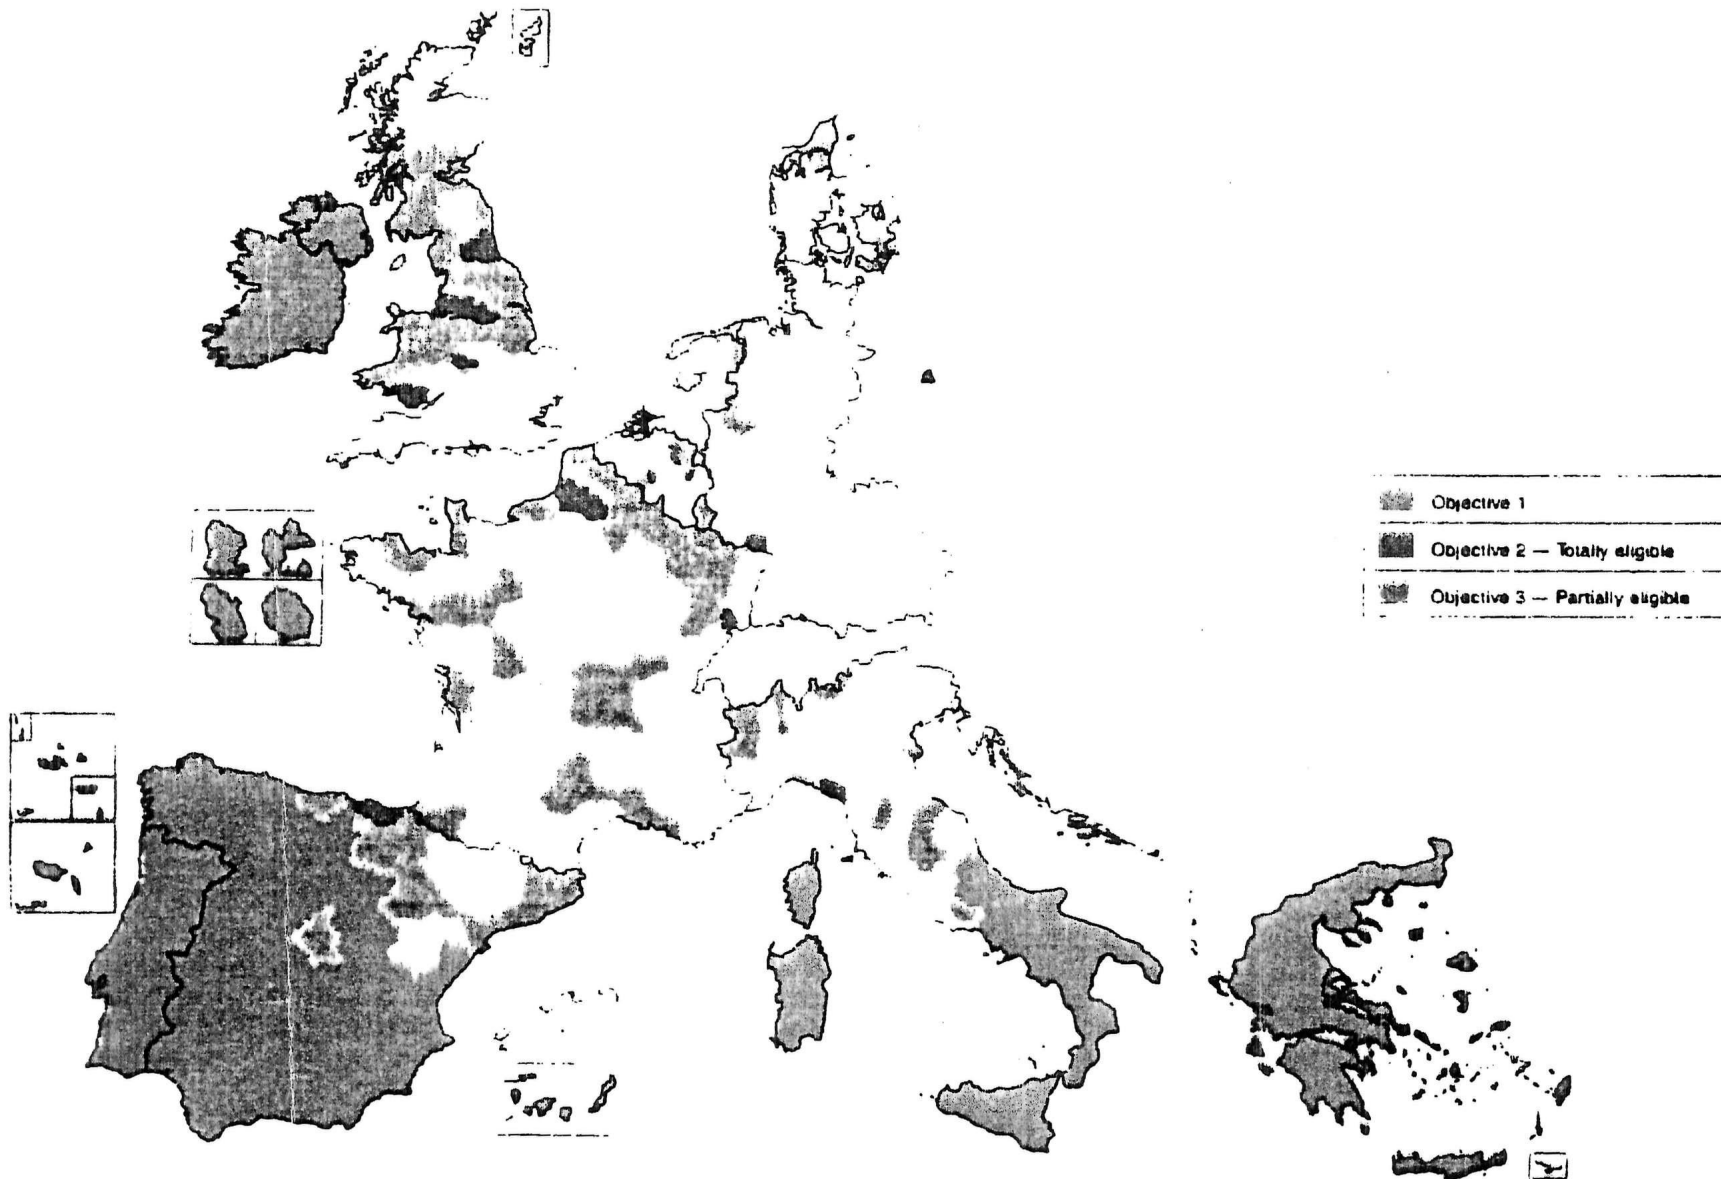 Objective 1
Objective 2 — Totally eligible
Objective 3 — Partially eligible